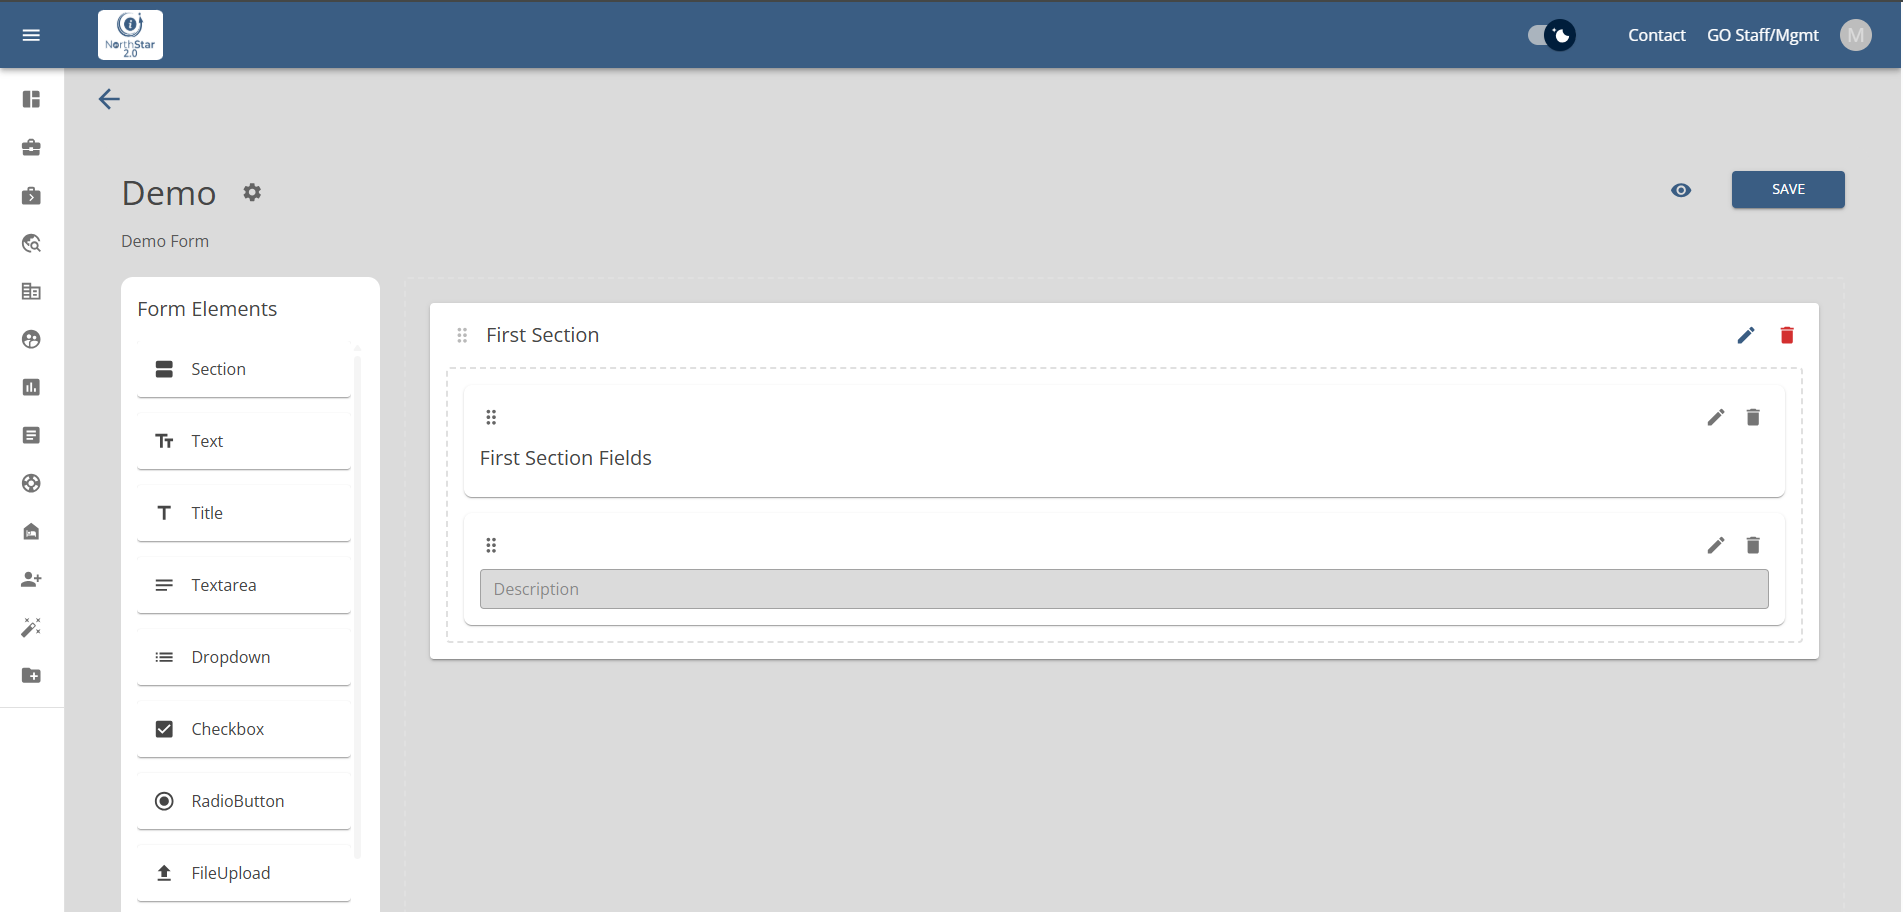 NorthStar
2.0
Contact
GO Staff/Mgmt
M
Demo
SAVE
Demo Form
Form Elements
Section
Text
Title
Textarea
Dropdown
Checkbox
RadioButton
FileUpload
First Section
First Section Fields
Description